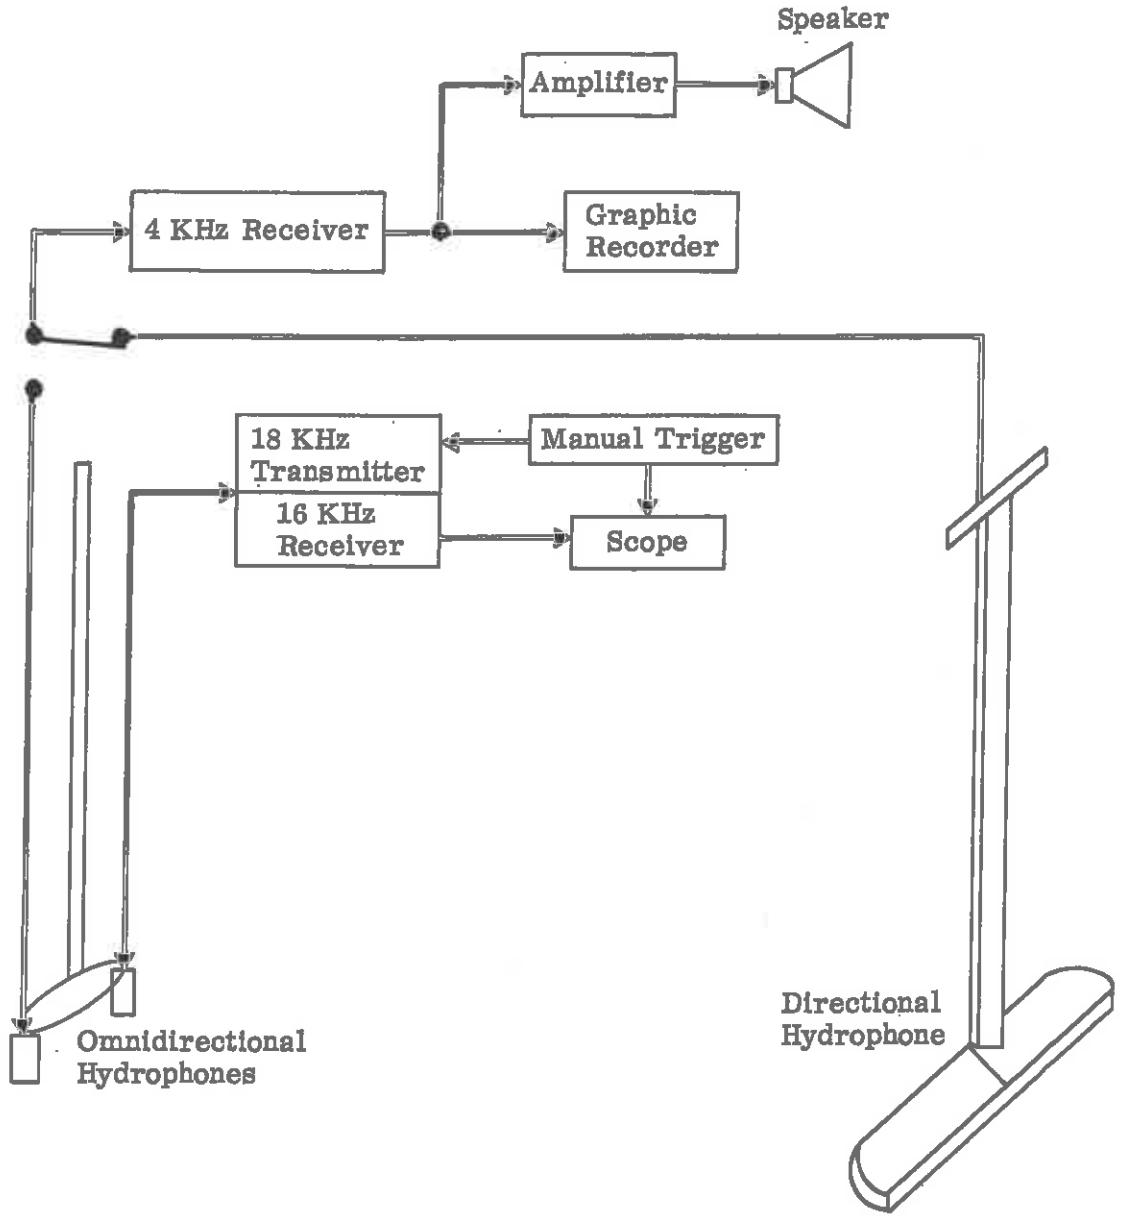 Speaker
Amplifier
4 KHz Receiver
Graphic
Recorder
18 KHz
Transmitter
Manual Trigger
16 KHz
Receiver
Scope
Directional
Hydrophone
Omnidirectional
Hydrophones